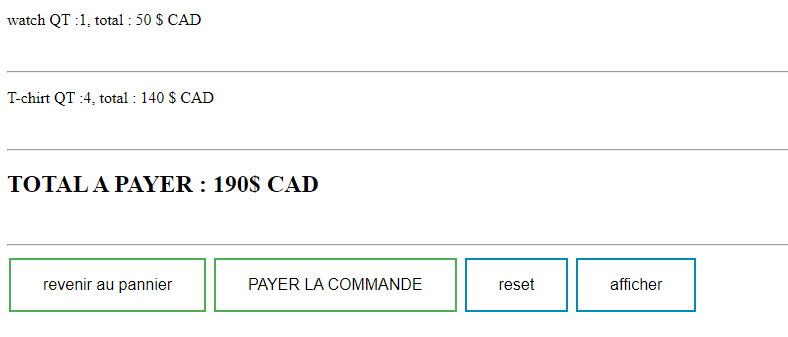 watch QT :1, total : 50 $ CAD
T-chirt QT :4, total : 140 $ CAD
TOTAL A PAYER : 190$ CAD
revenir au pannier PAYER LA COMMANDE reset afficher